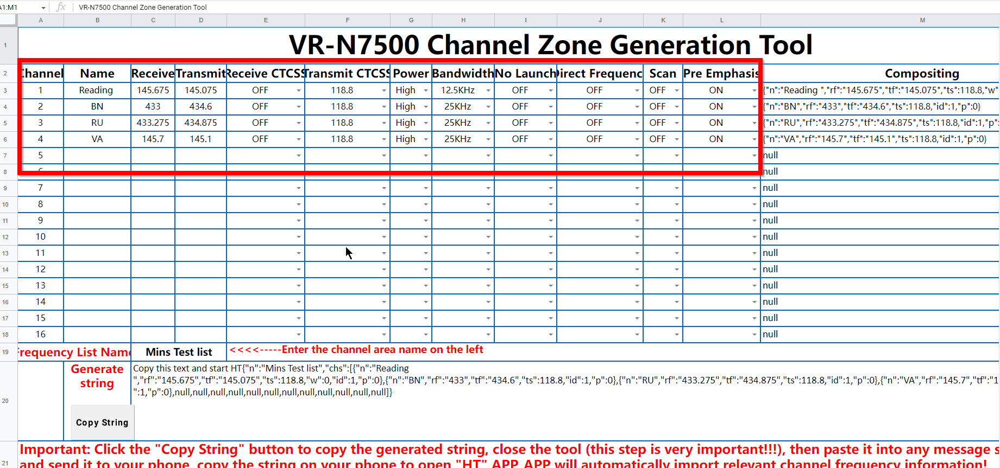 A1:M1 fx VR-N7500 Channel Zone Generation Tool
A B C D E F G H I J K L M
1 VR-N7500 Channel Zone Generation Tool
2 Channel Name Receive Transmit Receive CTCSS Transmit CTCSS Power Bandwidth No Launch Direct Frequenc Scan Pre Emphasis Compositing
3 1 Reading 145.675 145.075 OFF 118.8 High 12.5KHz OFF OFF OFF ON {"n":"Reading ","rf":"145.675","tf":"145.075","ts":118.8,"w"
4 2 BN 433 434.6 OFF 118.8 High 25KHz OFF OFF OFF ON {"n":"BN","rf":"433","tf":"434.6","ts":118.8,"id":1,"p":0}
5 3 RU 433.275 434.875 OFF 118.8 High 25KHz OFF OFF OFF ON {"n":"RU","rf":"433.275","tf":"434.875","ts":118.8,"id":1,"p":
6 4 VA 145.7 145.1 OFF 118.8 High 25KHz OFF OFF OFF ON {"n":"VA","rf":"145.7","tf":"145.1","ts":118.8,"id":1,"p":0}
7 5 null
8 6 null
9 7 null
10 8 null
11 9 null
12 10 null
13 11 null
14 12 null
15 13 null
16 14 null
17 15 null
18 16 null
19 Frequency List Name Mins Test list <<<<-----Enter the channel area name on the left
20
Generate
string
Copy this text and start HT{"n":"Mins Test list","chs":[{"n":"Reading
","rf":"145.675","tf":"145.075","ts":118.8,"w":0,"id":1,"p":0},{"n":"BN","rf":"433","tf":"434.6","ts":118.8,"id":1,"p":0},{"n":"RU","rf":"433.275","tf":"434.875","ts":118.8,"id":1,"p":0},{"n":"VA","rf":"145.7","tf":"1
":1,"p":0},null,null,null,null,null,null,null,null,null,null,null,null]}
Copy String
21 Important: Click the "Copy String" button to copy the generated string, close the tool (this step is very important!!!), then paste it into any message s
and send it to your phone, copy the string on your phone to open "HT" APP, APP will automatically import relevant channel frequency information!